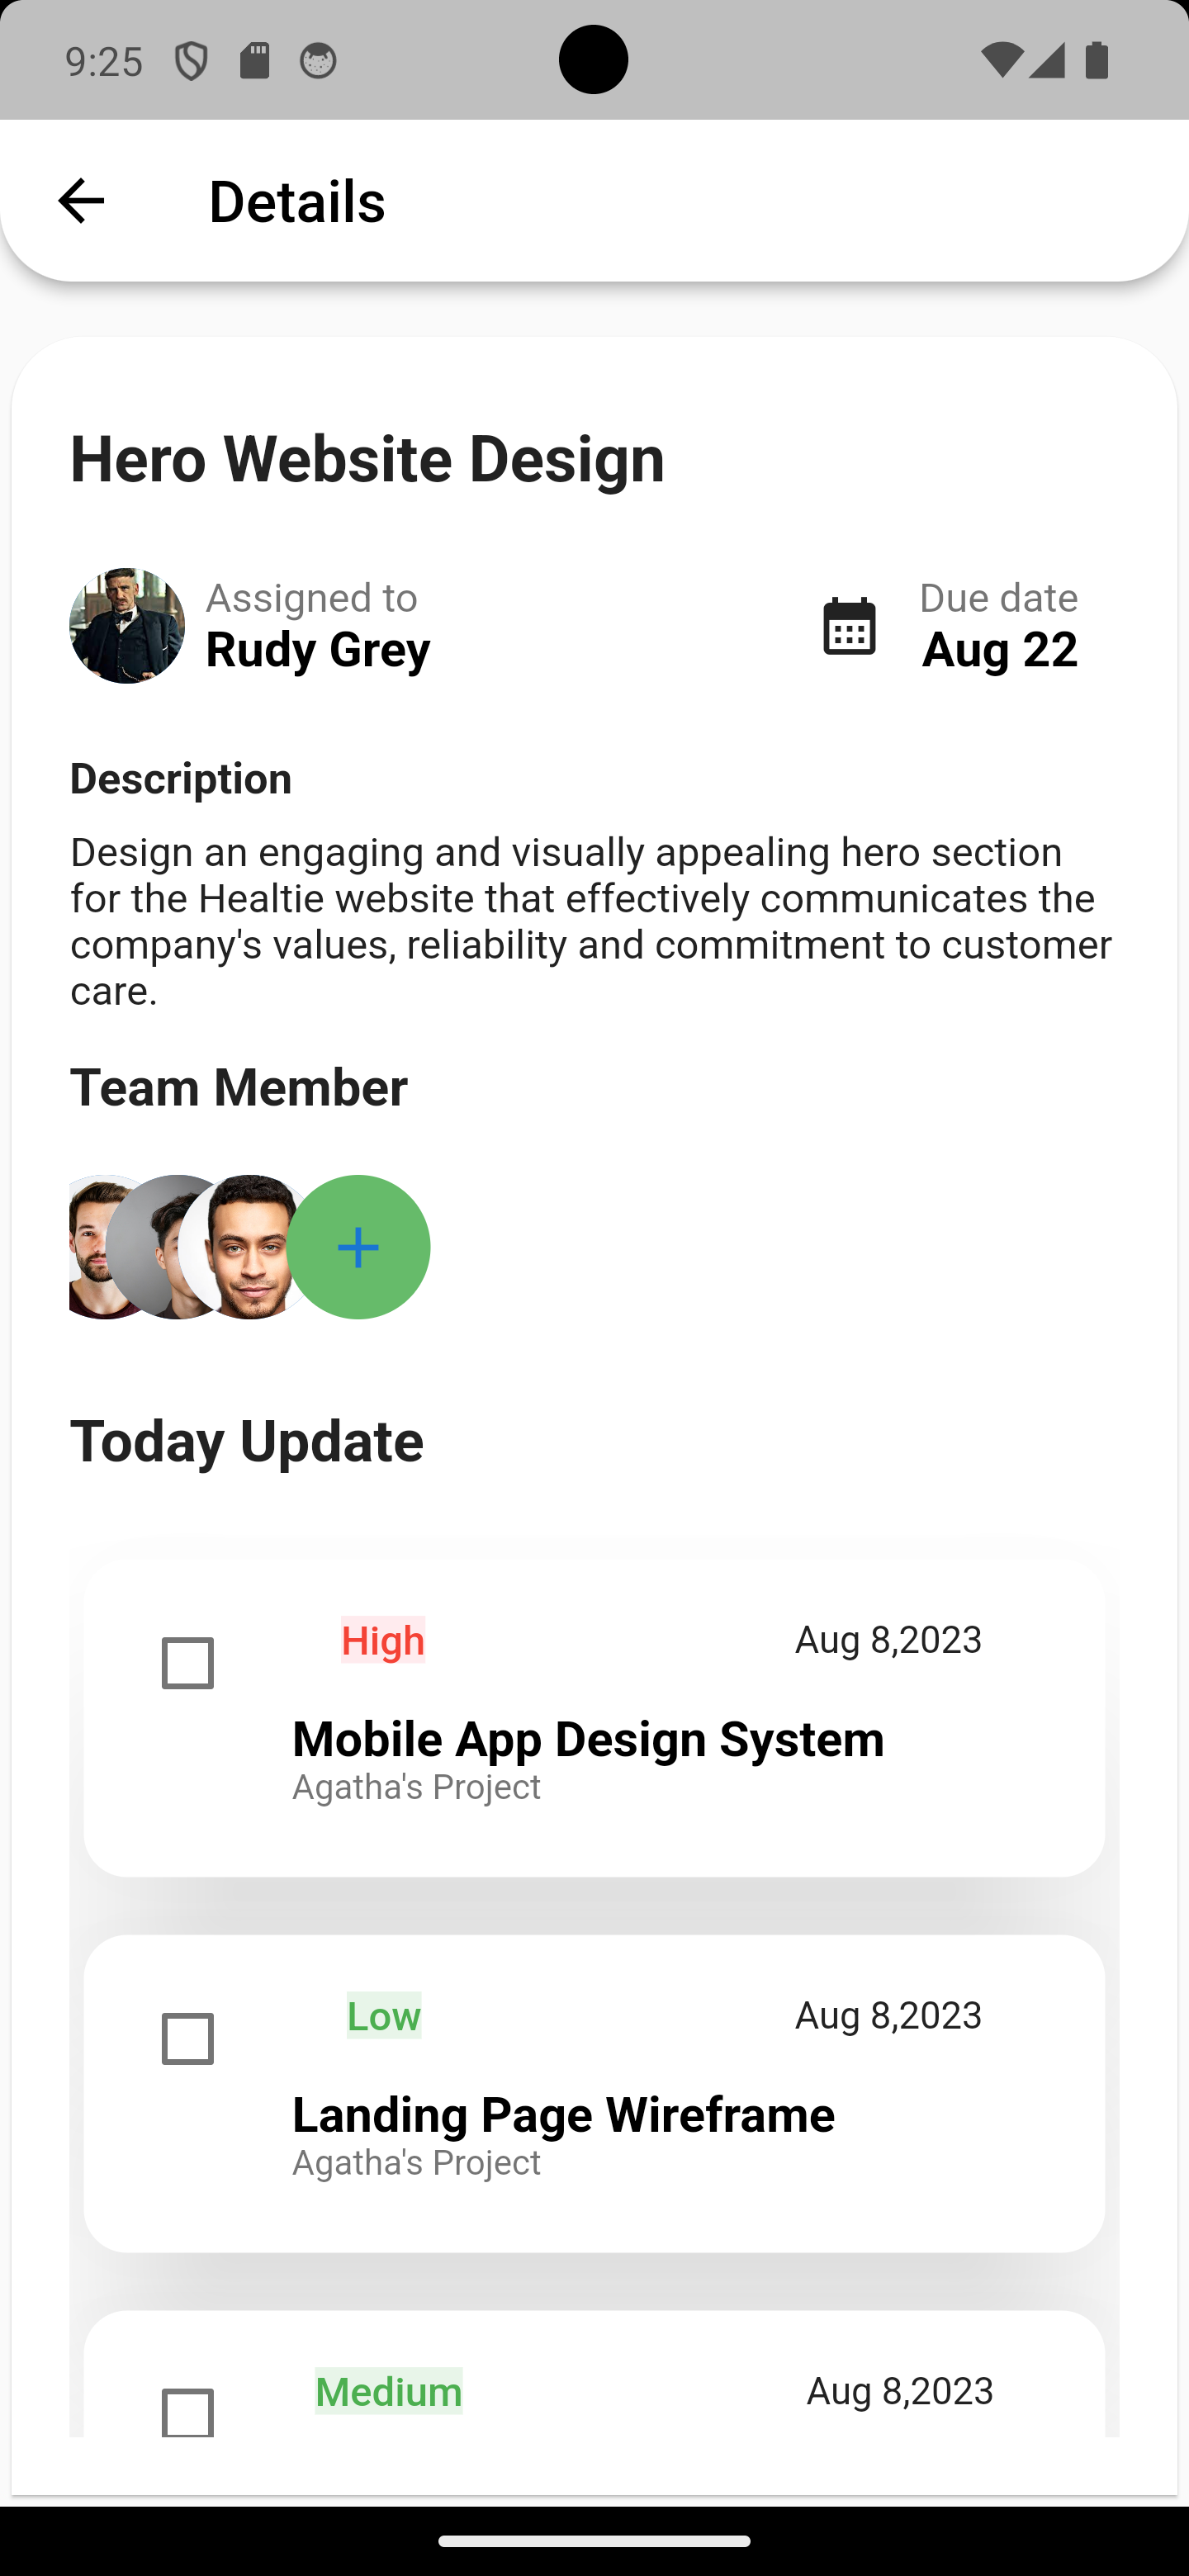 9:25
Details
Hero Website Design
Assigned to
Rudy Grey
Due date
Aug 22
Description
Design an engaging and visually appealing hero section
for the Healtie website that effectively communicates the
company's values, reliability and commitment to customer
care.
Team Member
Today Update
High
Aug 8,2023
Mobile App Design System
Agatha's Project
Low
Aug 8,2023
Landing Page Wireframe
Agatha's Project
Medium
Aug 8,2023